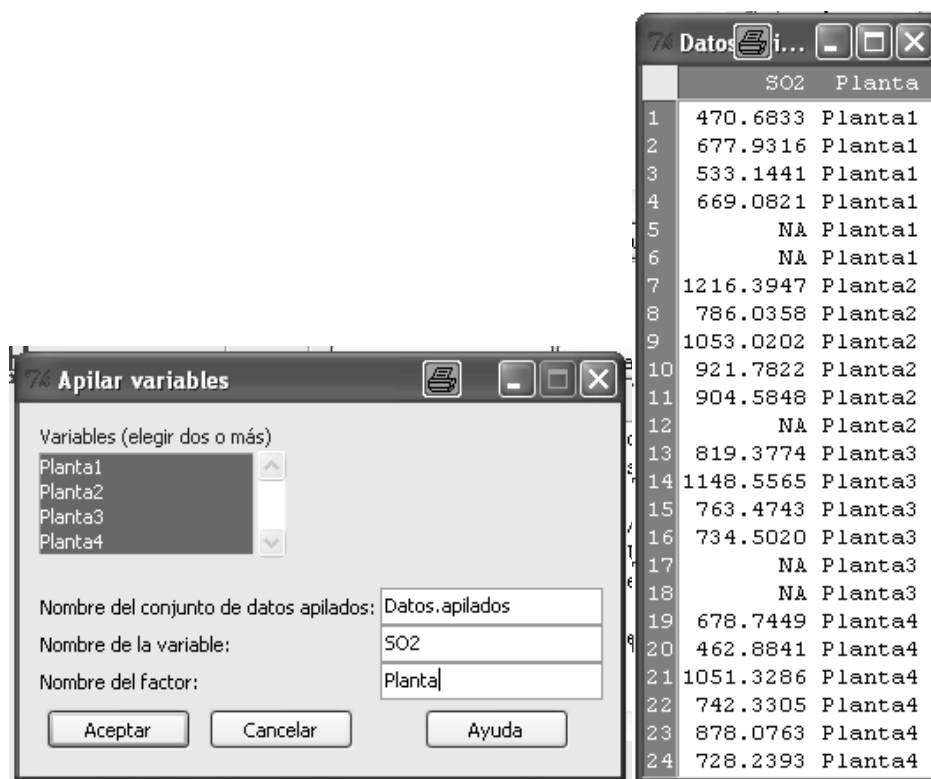 Apilar variables
Variables (elegir dos o más)
Planta1
Planta2
Planta3
Planta4
Nombre del conjunto de datos apilados: Datos.apilados
Nombre de la variable: SO2
Nombre del factor: Planta
Aceptar Cancelar Ayuda
Datos i...
SO2 Planta
1 470.6833 Planta1
2 677.9316 Planta1
3 533.1441 Planta1
4 669.0821 Planta1
5 NA Planta1
6 NA Planta1
7 1216.3947 Planta2
8 786.0358 Planta2
9 1053.0202 Planta2
10 921.7822 Planta2
11 904.5848 Planta2
12 NA Planta2
13 819.3774 Planta3
14 1148.5565 Planta3
15 763.4743 Planta3
16 734.5020 Planta3
17 NA Planta3
18 NA Planta3
19 678.7449 Planta4
20 462.8841 Planta4
21 1051.3286 Planta4
22 742.3305 Planta4
23 878.0763 Planta4
24 728.2393 Planta4